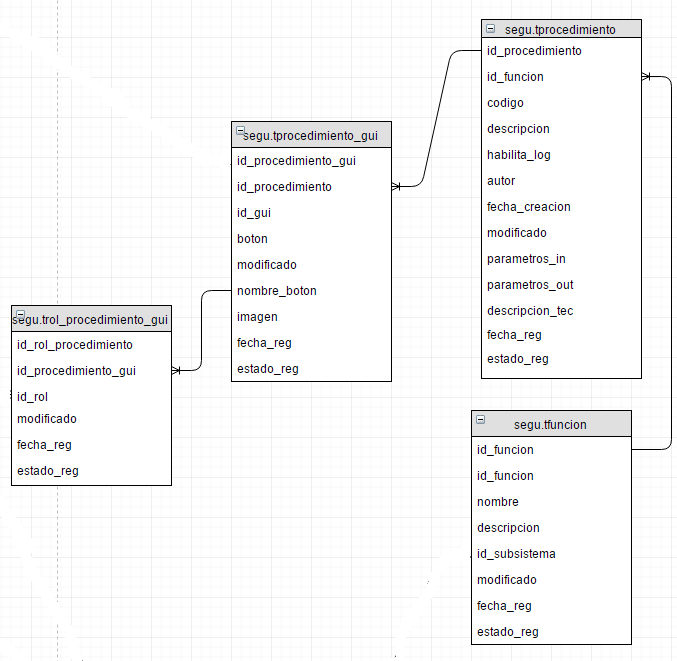 segu.tprocedimiento
id_procedimiento
id_funcion
codigo
descripcion
habilita_log
autor
fecha_creacion
modificado
parametros_in
parametros_out
descripcion_tec
fecha_reg
estado_reg
segu.tprocedimiento_gui
id_procedimiento_gui
id_procedimiento
id_gui
boton
modificado
nombre_boton
imagen
fecha_reg
estado_reg
segu.trol_procedimiento_gui
id_rol_procedimiento
id_procedimiento_gui
id_rol
modificado
fecha_reg
estado_reg
segu.tfuncion
id_funcion
id_funcion
nombre
descripcion
id_subsistema
modificado
fecha_reg
estado_reg